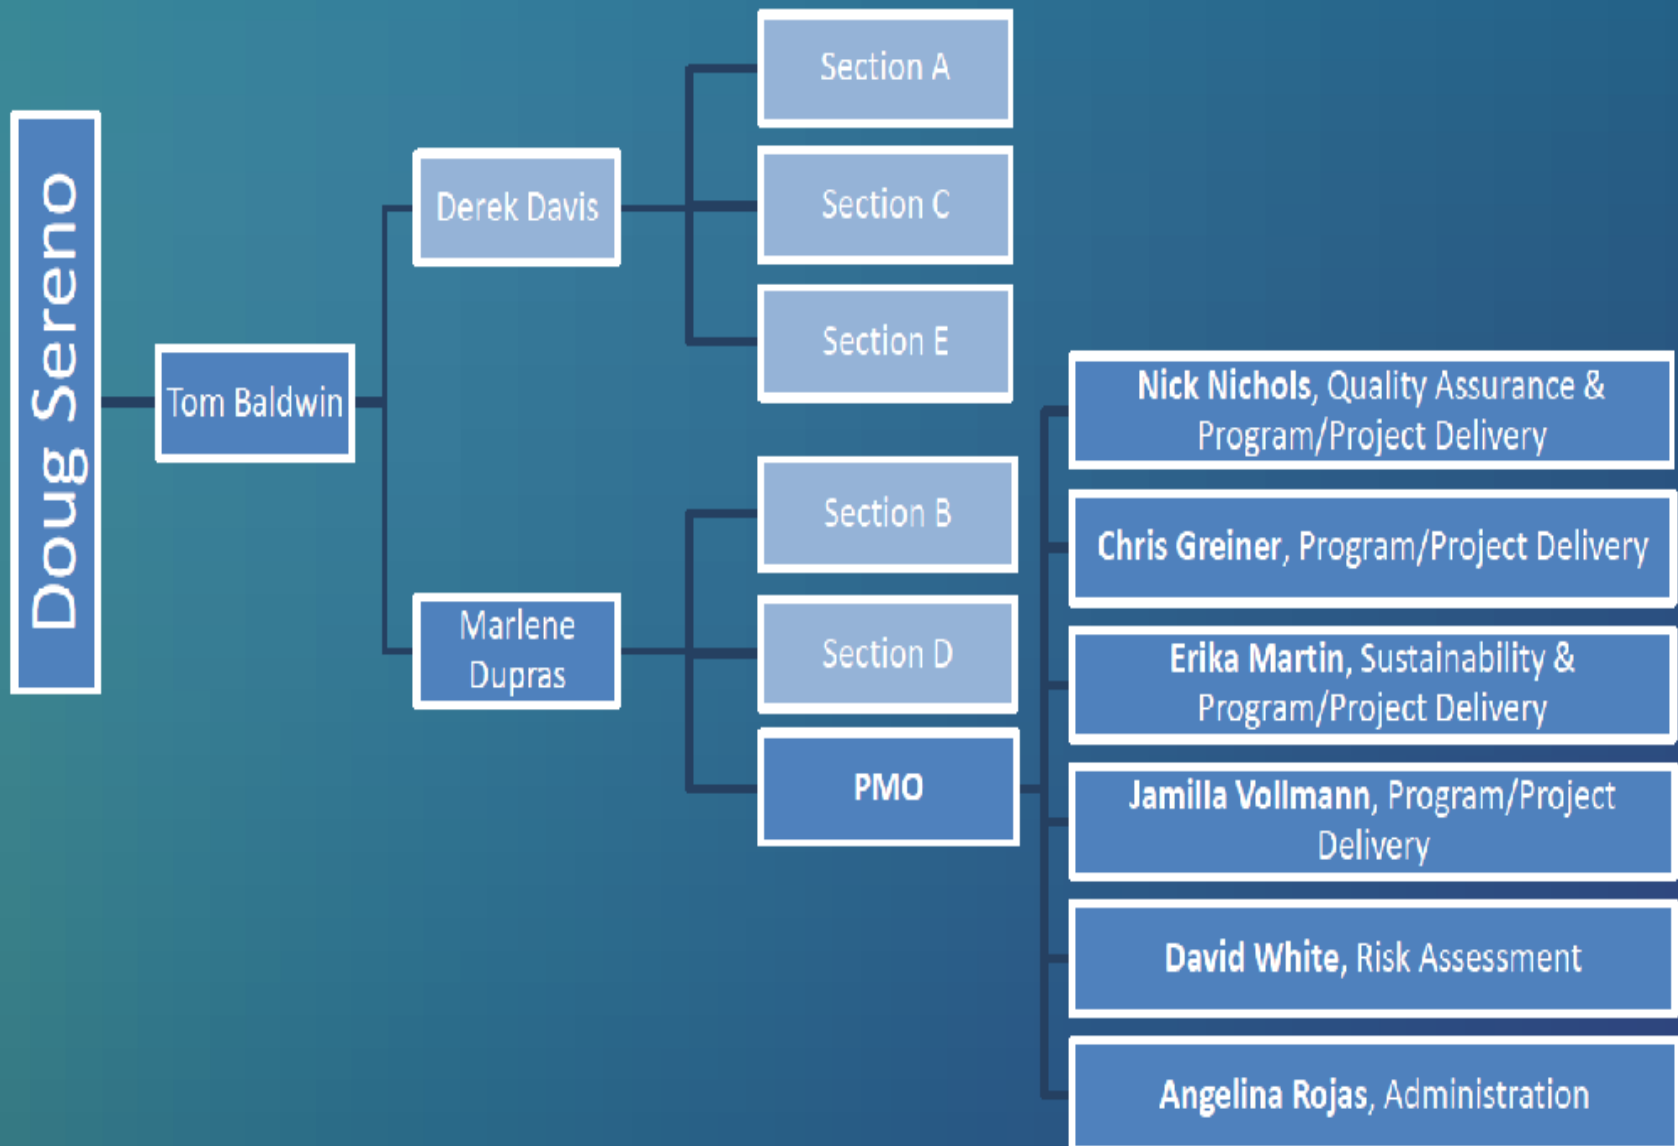 Doug Sereno
Tom Baldwin
Derek Davis
Marlene
Dupras
Section A
Section C
Section E
Section B
Section D
PMO
Nick Nichols, Quality Assurance &
Program/Project Delivery
Chris Greiner, Program/Project Delivery
Erika Martin, Sustainability &
Program/Project Delivery
Jamilla Vollmann, Program/Project
Delivery
David White, Risk Assessment
Angelina Rojas, Administration